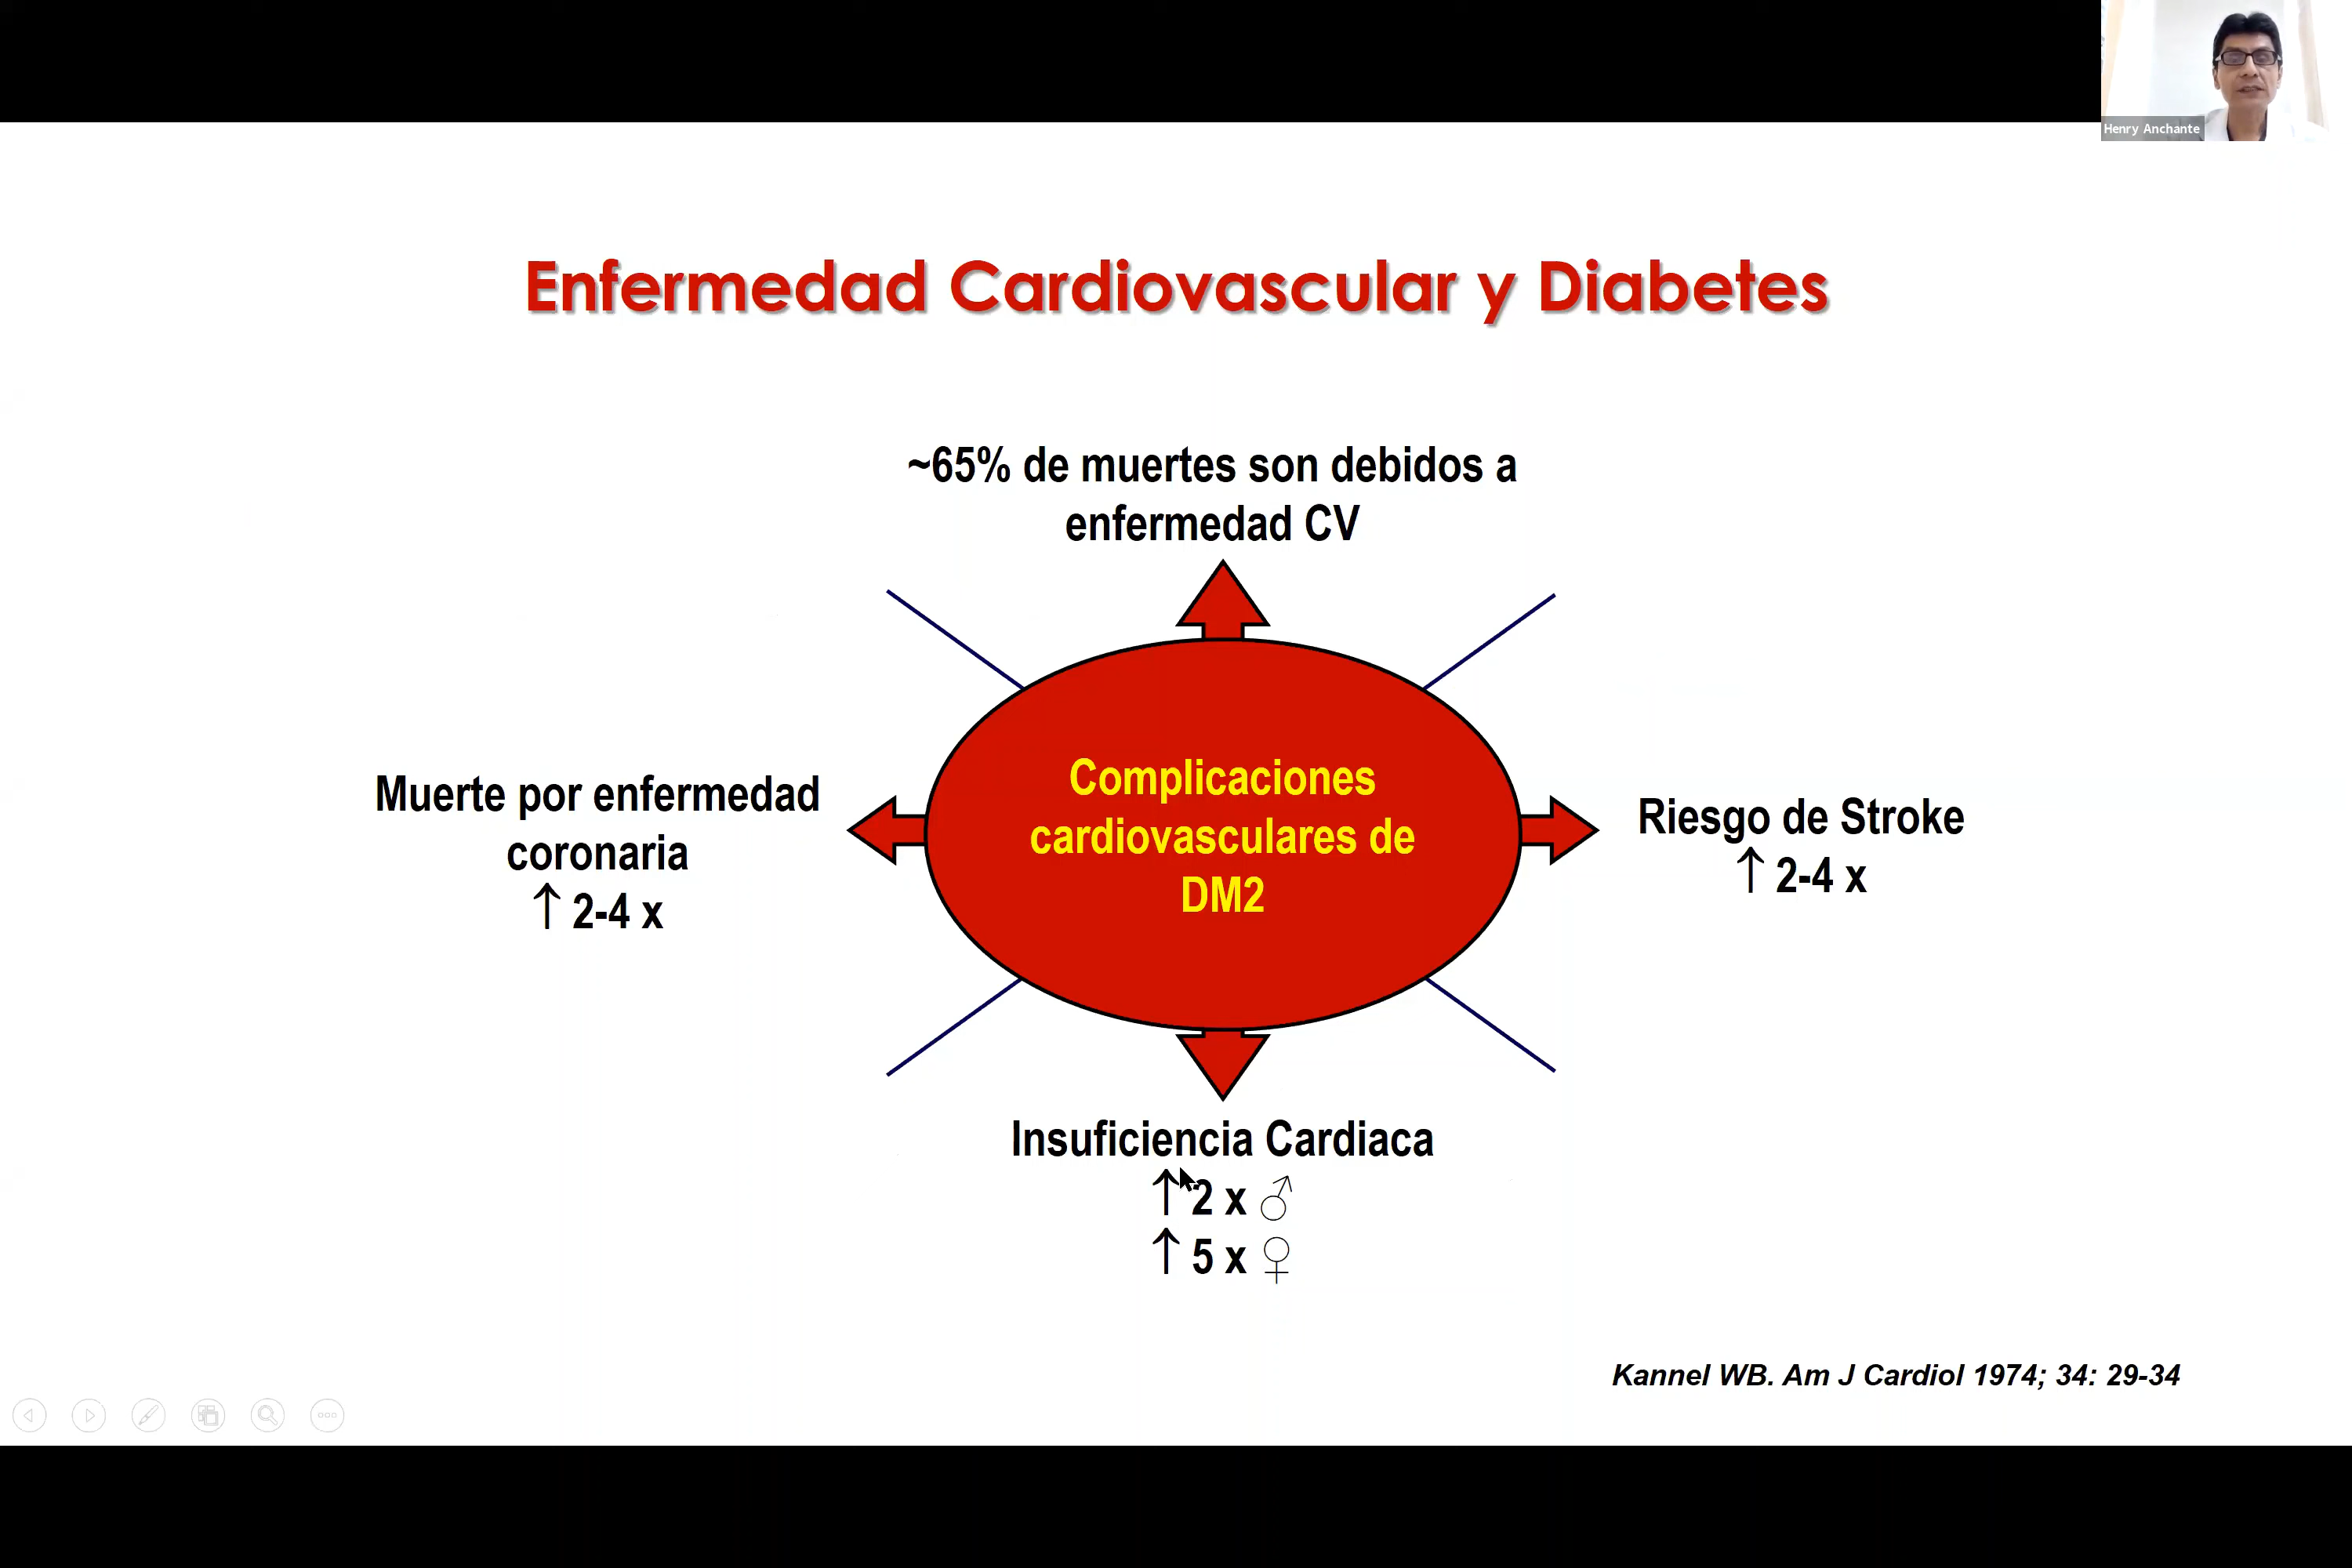 Henry Anchante
Enfermedad Cardiovascular y Diabetes
~65% de muertes son debidos a
enfermedad CV
Muerte por enfermedad
coronaria
↑ 2-4 x
Complicaciones
cardiovasculares de
DM2
Riesgo de Stroke
↑ 2-4 x
Insuficiencia Cardiaca
↑ 2 x ♂
↑ 5 x ♀
Kannel WB. Am J Cardiol 1974; 34: 29-34